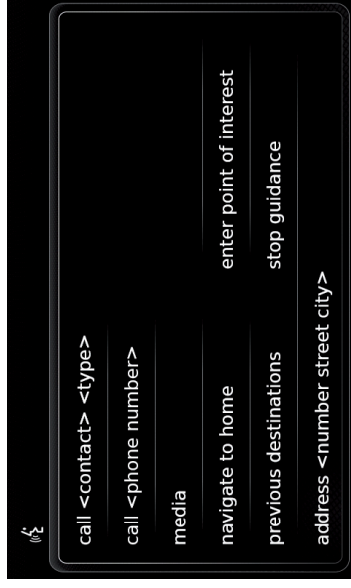 call <contact> <type>
call <phone number>
media
navigate to home    enter point of interest
previous destinations    stop guidance
address <number street city>